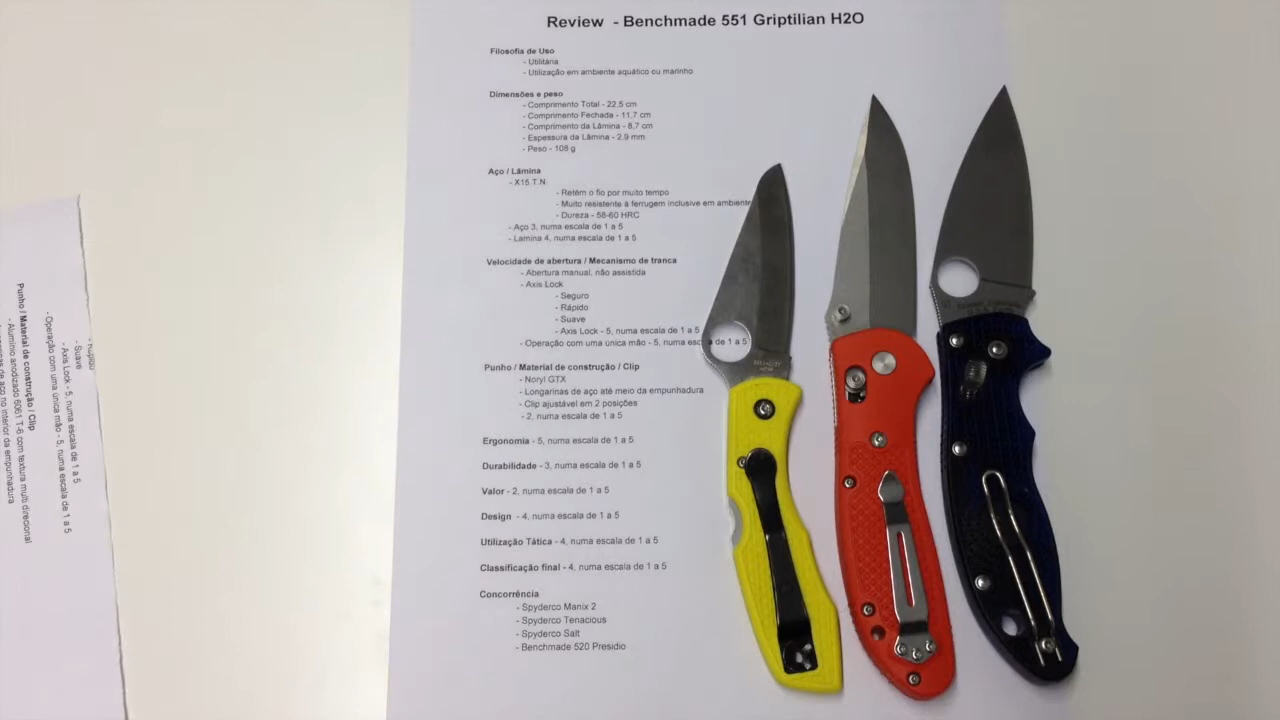 Review - Benchmade 551 Griptilian H2O
Filosofia de Uso
- Utilitária
- Utilização em ambiente aquático ou marinho
Dimensões e peso
- Comprimento Total - 22,5 cm
- Comprimento Fechada - 11,7 cm
- Comprimento da Lâmina - 8,7 cm
- Espessura da Lâmina - 2,9 mm
- Peso - 108 g
Aço / Lâmina
- X15 T.N.
- Retêm o fio por muito tempo
- Muito resistente à ferrugem inclusive em ambiente
- Dureza - 58-60 HRC
- Aço 3, numa escala de 1 a 5
- Lamina 4, numa escala de 1 a 5
Velocidade de abertura / Mecanismo de tranca
- Abertura manual, não assistida
- Axis Lock
- Seguro
- Rápido
- Suave
- Axis Lock - 5, numa escala de 1 a 5
- Operação com uma única mão - 5, numa esc a de 1 a 5
Punho / Material de construção / Clip
- Noryl GTX
- Longarinas de aço até meio da empunhadura
- Clip ajustável em 2 posições
- 2, numa escala de 1 a 5
Ergonomia - 5, numa escala de 1 a 5
Durabilidade - 3, numa escala de 1 a 5
Valor - 2, numa escala de 1 a 5
Design - 4, numa escala de 1 a 5
Utilização Tática - 4, numa escala de 1 a 5
Classificação final - 4, numa escala de 1 a 5
Concorrência
- Spyderco Manix 2
- Spyderco Tenacious
- Spyderco Salt
- Benchmade 520 Presidio
- Suave
- Axis Lock - 5, numa escala de 1 a 5
- Operação com uma única mão - 5, numa escala de 1 a 5
Punho / Material de construção / Clip
- Alumínio anodizado 6061 T-6 com textura multi direcional
de aço no interior da empunhadura